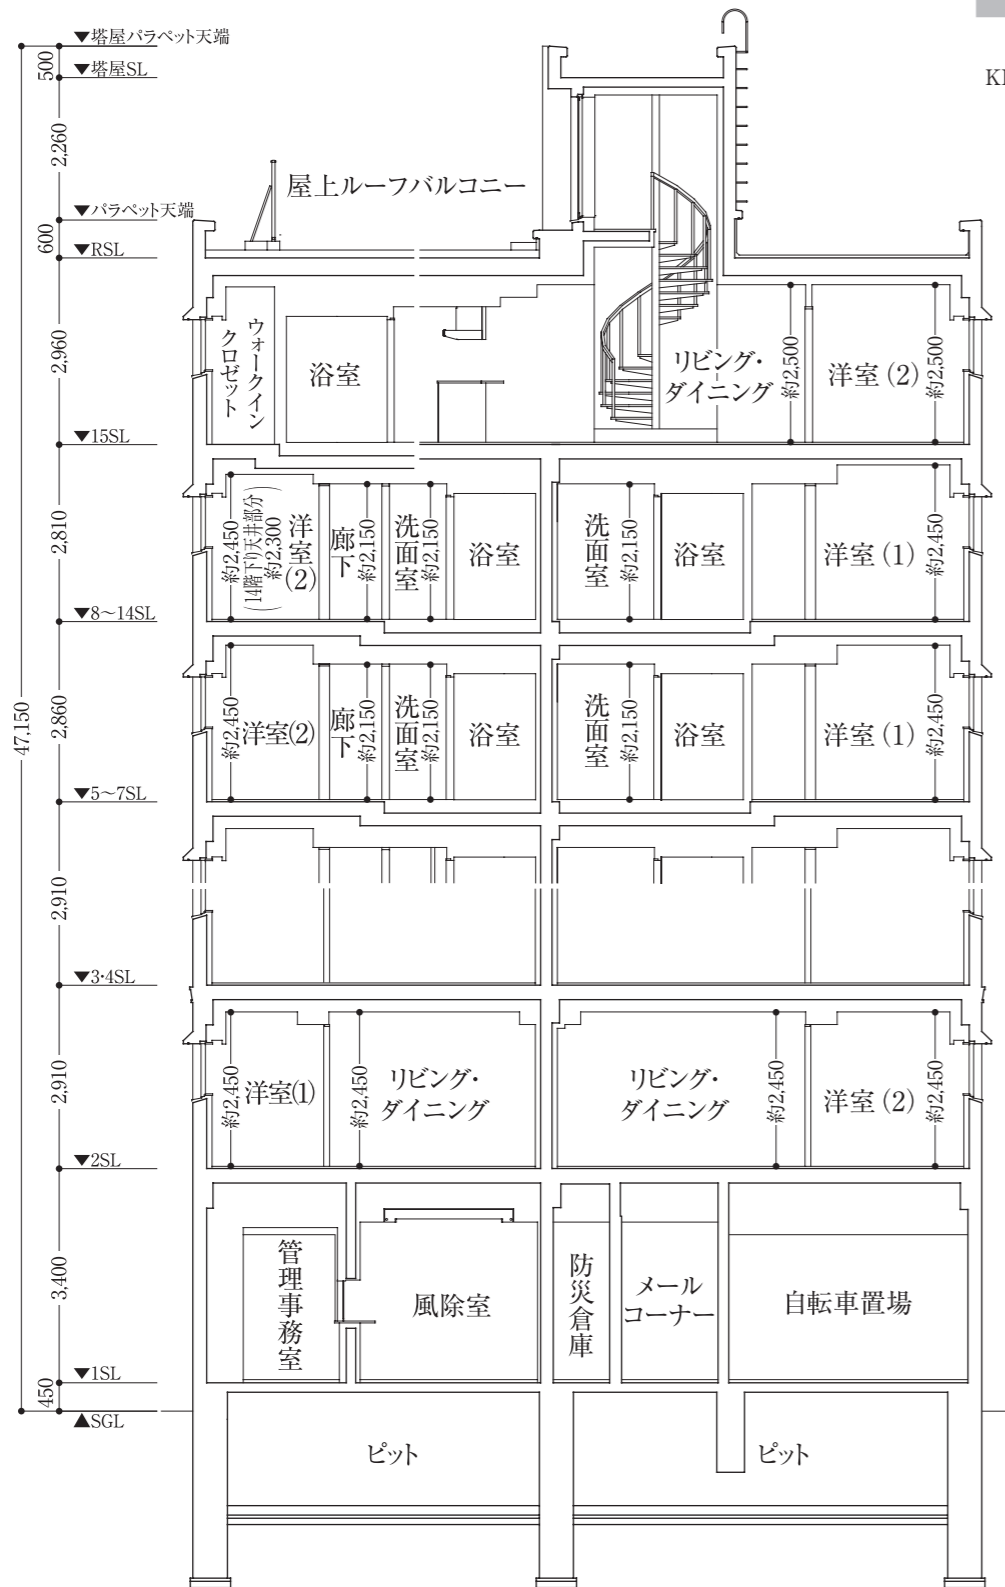 ▼塔屋パラペット天端
500
▼塔屋SL
KI
2,260
屋上ルーフバルコニー
▼パラペット天端
600
▼RSL
2,960
ウォークイン
クロゼット
浴室
リビング・
ダイニング
約2,500
洋室(2)
約2,500
▼15SL
2,810
約2,450
(14階下り天井部分
約2,300)
洋室(2)
廊下
約2,150
洗面室
約2,150
浴室
洗面室
約2,150
浴室
洋室(1)
約2,450
▼8~14SL
47,150
2,860
約2,450
洋室(2)
廊下
約2,150
洗面室
約2,150
浴室
洗面室
約2,150
浴室
洋室(1)
約2,450
▼5~7SL
2,910
▼3・4SL
2,910
約2,450
洋室(1)
約2,450
リビング・
ダイニング
リビング・
ダイニング
約2,450
洋室(2)
約2,450
▼2SL
3,400
管理事務室
風除室
防災倉庫
メール
コーナー
自転車置場
▼1SL
450
▲SGL
ピット
ピット